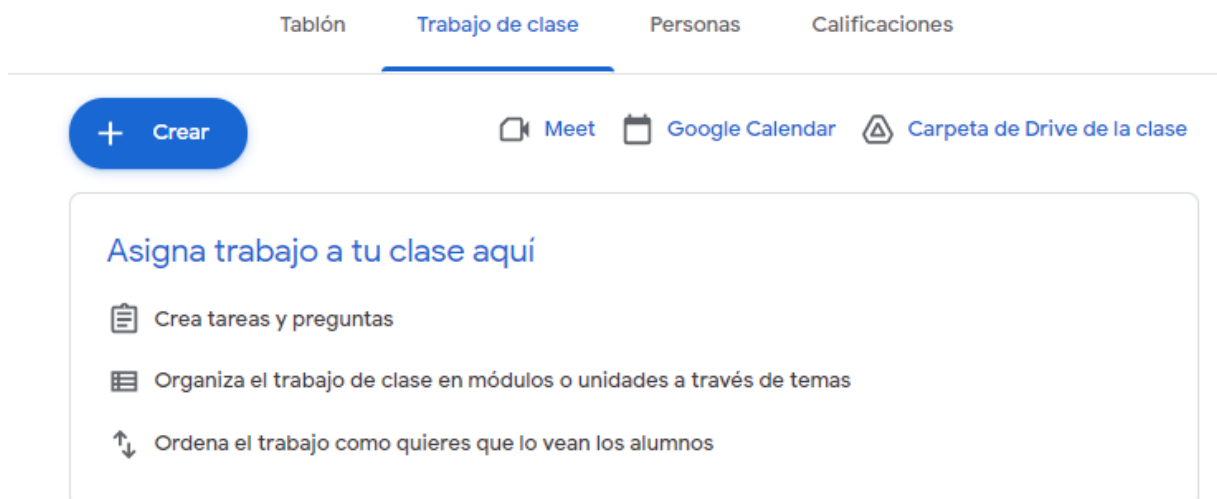 Tablón Trabajo de clase Personas Calificaciones
Crear Meet Google Calendar Carpeta de Drive de la clase
Asigna trabajo a tu clase aquí
Crea tareas y preguntas
Organiza el trabajo de clase en módulos o unidades a través de temas
Ordena el trabajo como quieres que lo vean los alumnos